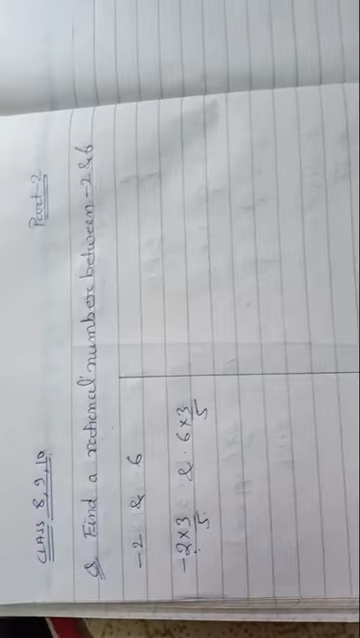 CLASS 8,9,10 Part-2
Q Find a rational number between -2 & 6
-2 & 6
-2×3/5 & 6×3/5